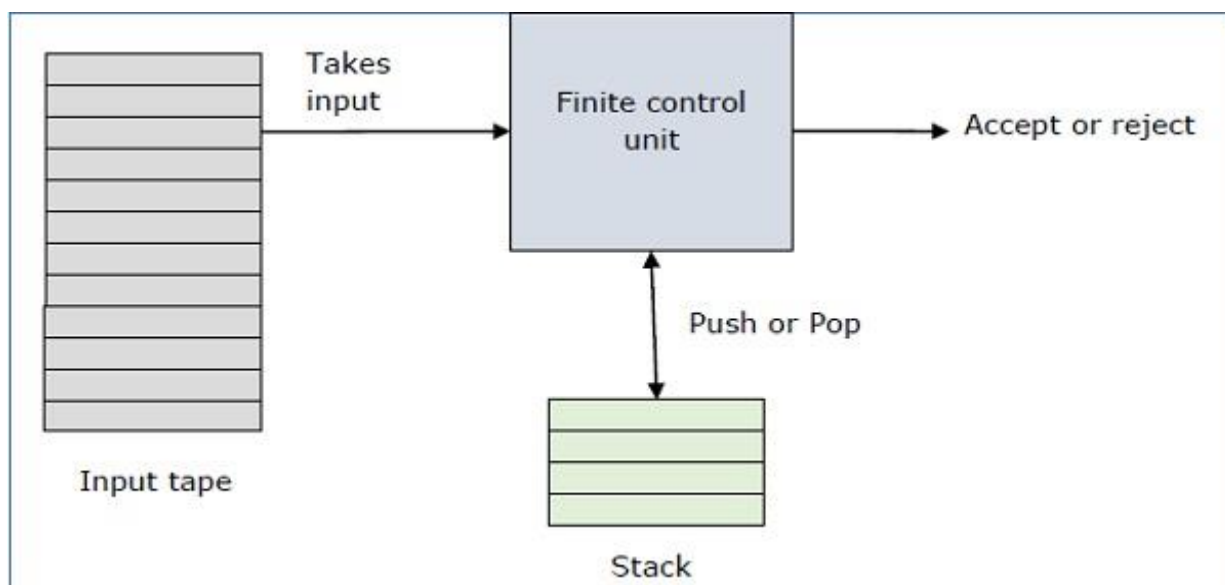 Takes
input
Finite control
unit
Accept or reject
Push or Pop
Input tape
Stack